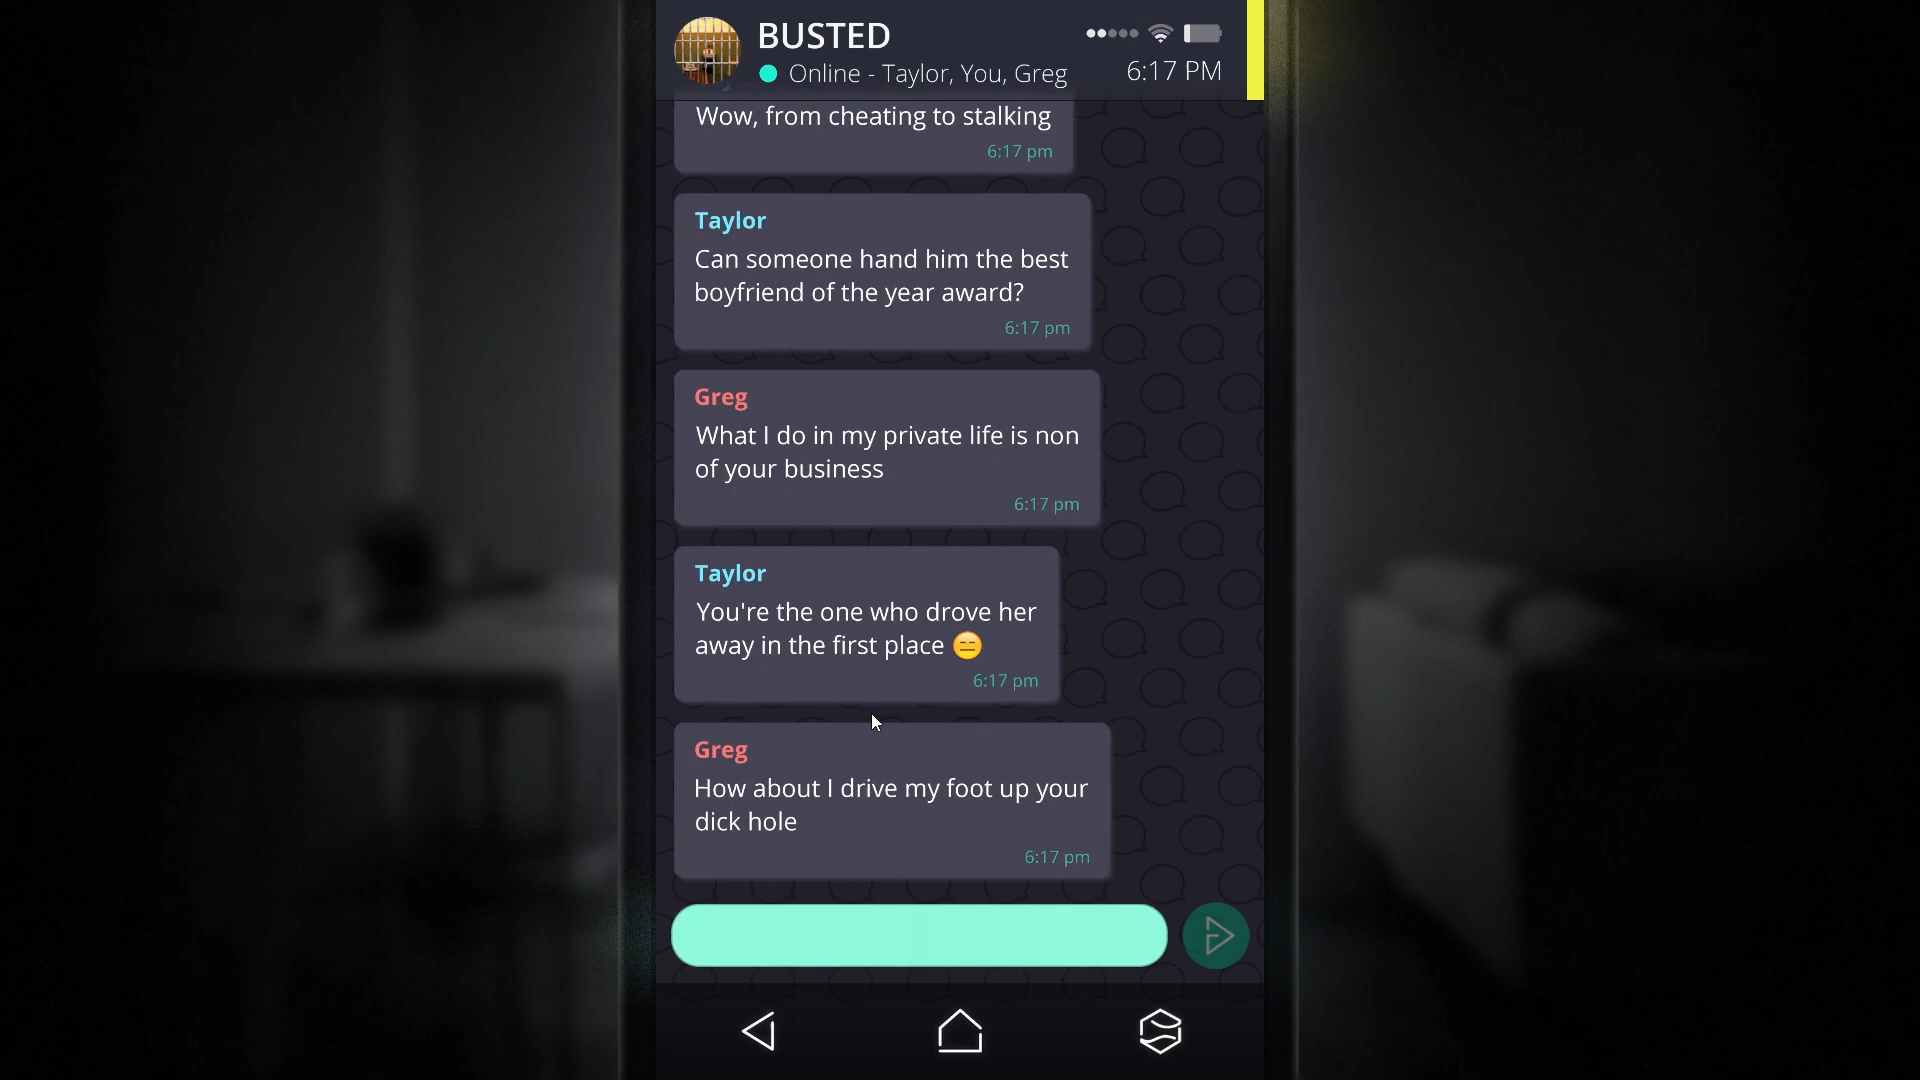 BUSTED
Online - Taylor, You, Greg
6:17 PM
Wow, from cheating to stalking
6:17 pm
Taylor
Can someone hand him the best
boyfriend of the year award?
6:17 pm
Greg
What I do in my private life is non
of your business
6:17 pm
Taylor
You're the one who drove her
away in the first place 😑
6:17 pm
Greg
How about I drive my foot up your
dick hole
6:17 pm